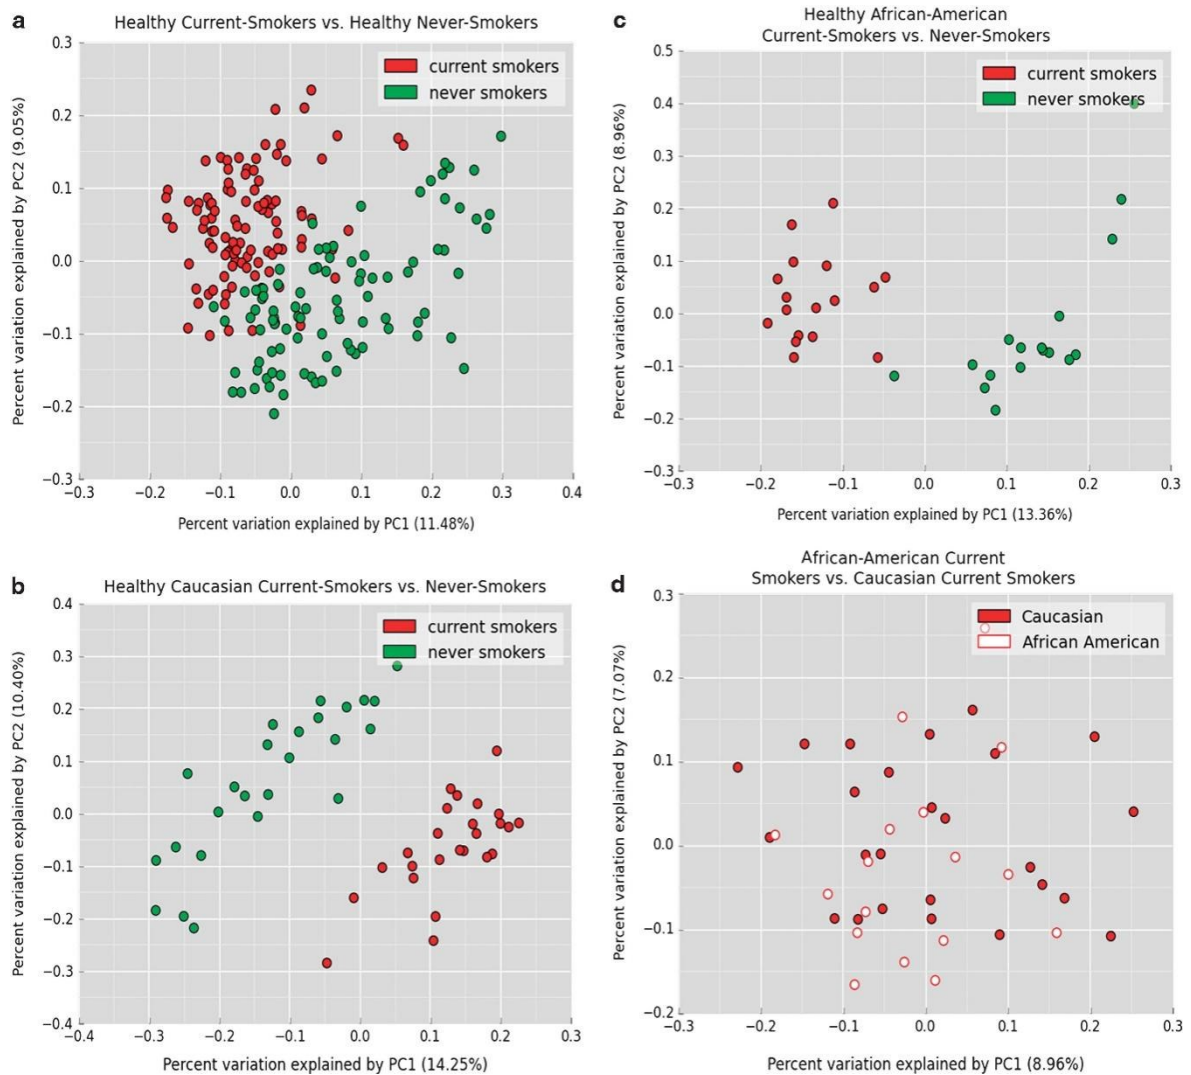 a
Healthy Current-Smokers vs. Healthy Never-Smokers
0.3
0.2
0.1
0.0
−0.1
−0.2
−0.3
Percent variation explained by PC2 (9.05%)
current smokers
never smokers
−0.3 −0.2 −0.1 0.0 0.1 0.2 0.3 0.4
Percent variation explained by PC1 (11.48%)
b
Healthy Caucasian Current-Smokers vs. Never-Smokers
0.4
0.3
0.2
0.1
0.0
−0.1
−0.2
−0.3
−0.4
Percent variation explained by PC2 (10.40%)
current smokers
never smokers
−0.4 −0.3 −0.2 −0.1 0.0 0.1 0.2 0.3
Percent variation explained by PC1 (14.25%)
c
Healthy African-American
Current-Smokers vs. Never-Smokers
0.5
0.4
0.3
0.2
0.1
0.0
−0.1
−0.2
−0.3
Percent variation explained by PC2 (8.96%)
current smokers
never smokers
−0.3 −0.2 −0.1 0.0 0.1 0.2 0.3
Percent variation explained by PC1 (13.36%)
d
African-American Current
Smokers vs. Caucasian Current Smokers
0.3
0.2
0.1
0.0
−0.1
−0.2
Percent variation explained by PC2 (7.07%)
Caucasian
African American
−0.3 −0.2 −0.1 0.0 0.1 0.2 0.3
Percent variation explained by PC1 (8.96%)